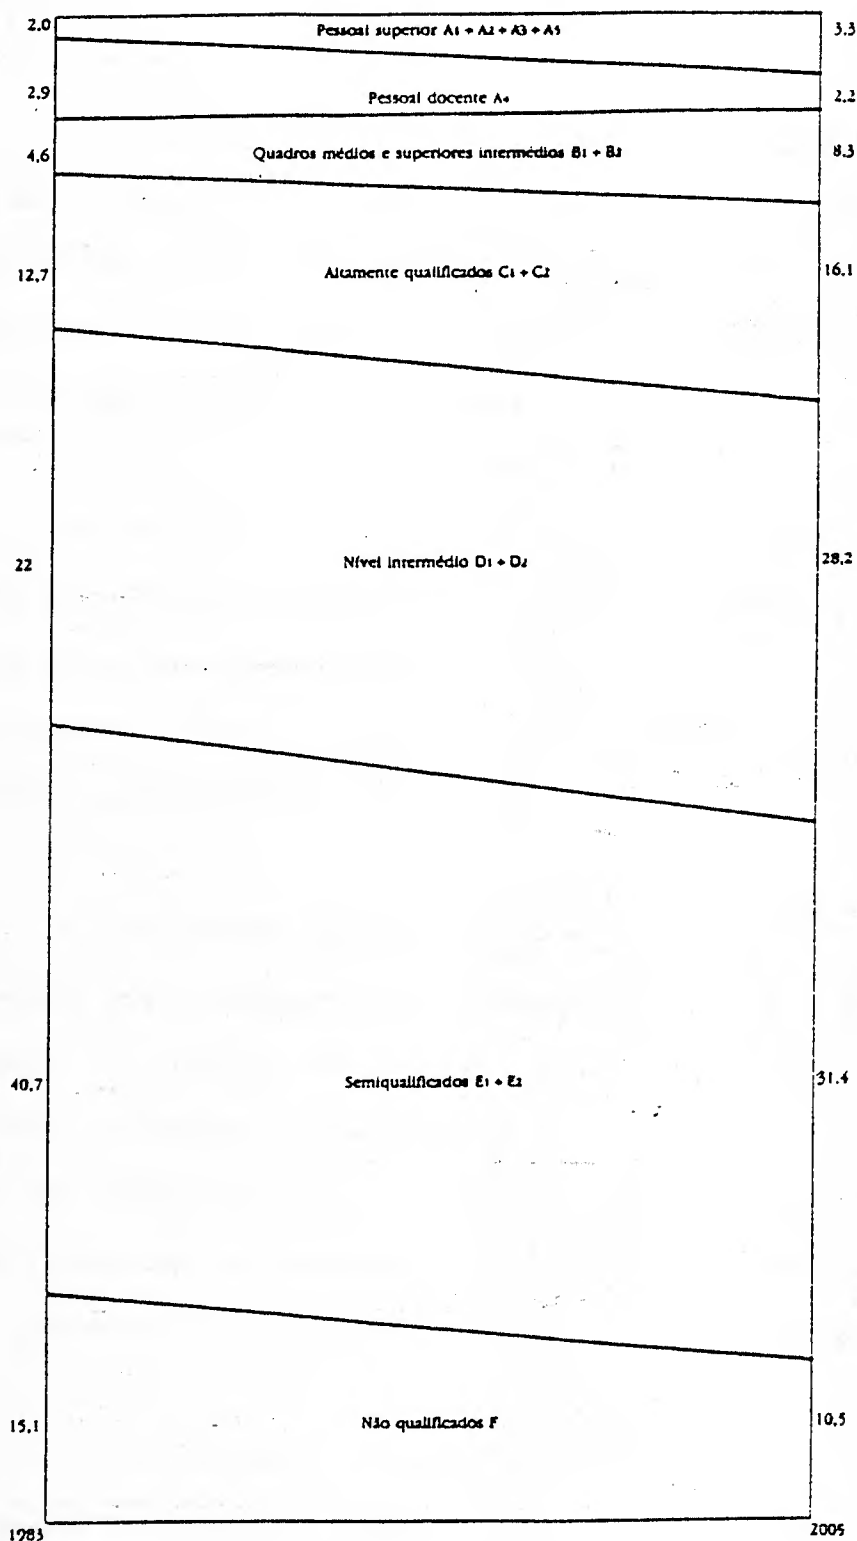 2.0 Pessoal superior A1 + A2 + A3 + A5 3.3
2.9 Pessoal docente A4 2.2
4.6 Quadros médios e superiores intermédios B1 + B2 8.3
12,7 Altamente qualificados C1 + C2 16,1
22 Nível intermédio D1 + D2 28,2
40,7 Semiqualificados E1 + E2 31.4
15,1 Não qualificados F 10,5
1983 2005